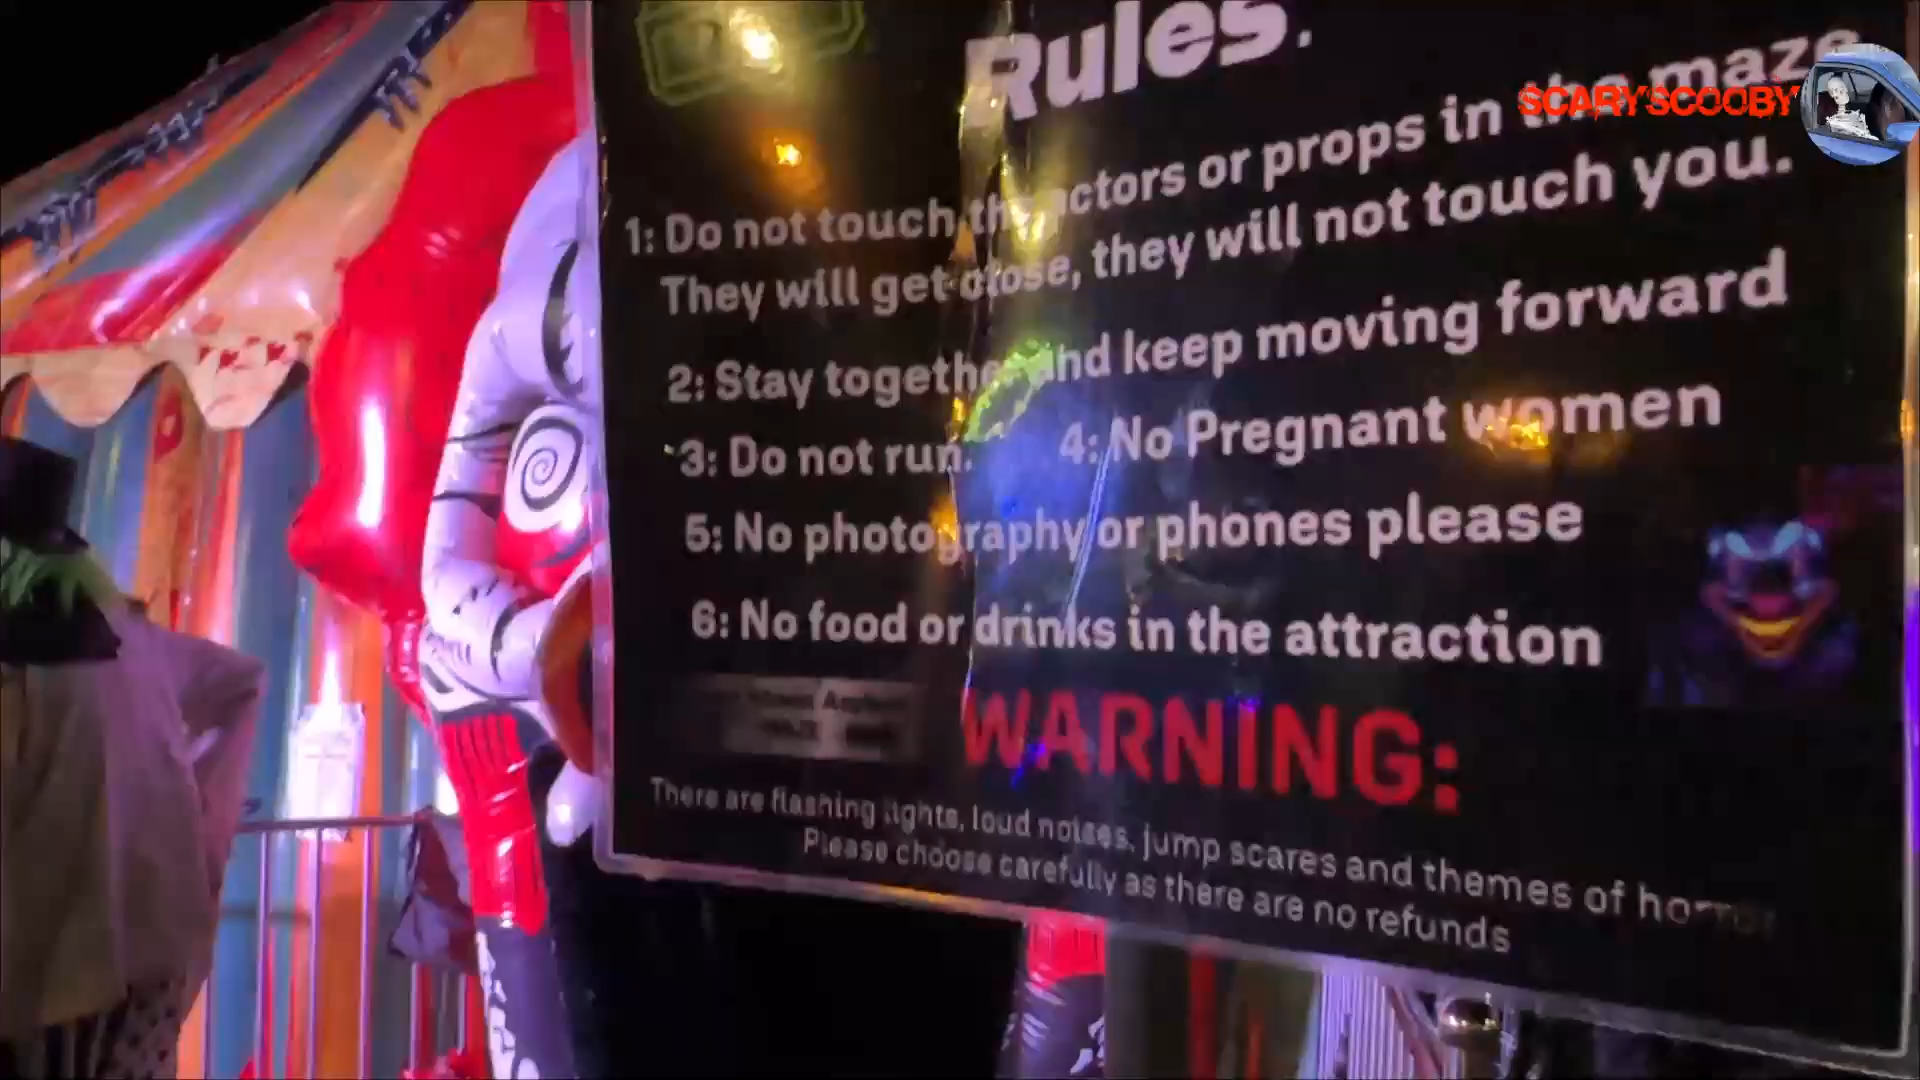 Rules.
SCARY SCOOBY
1: Do not touch the actors or props in the maze
They will get close, they will not touch you.
2: Stay together and keep moving forward
3: Do not run. 4: No Pregnant women
5: No photography or phones please
6: No food or drinks in the attraction
WARNING:
There are flashing lights, loud noises, jump scares and themes of horror
Please choose carefully as there are no refunds